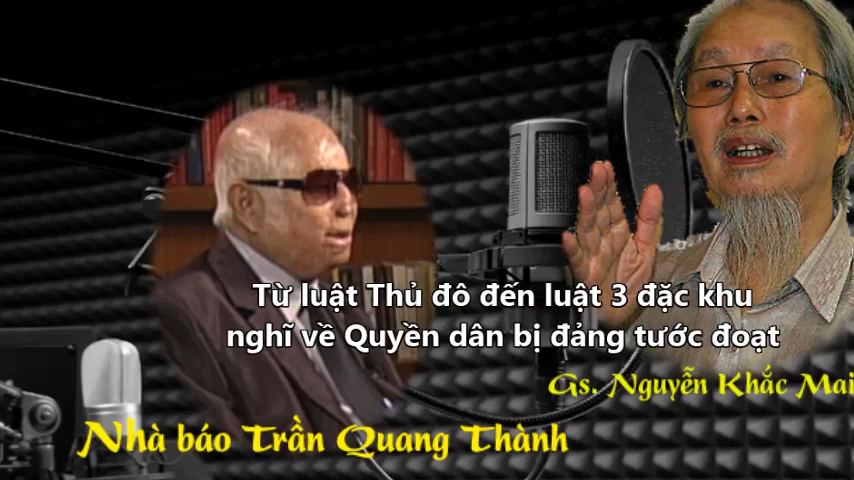 Từ luật Thủ đô đến luật 3 đặc khu
nghĩ về Quyền dân bị đảng tước đoạt
Gs. Nguyễn Khắc Mai
Nhà báo Trần Quang Thành